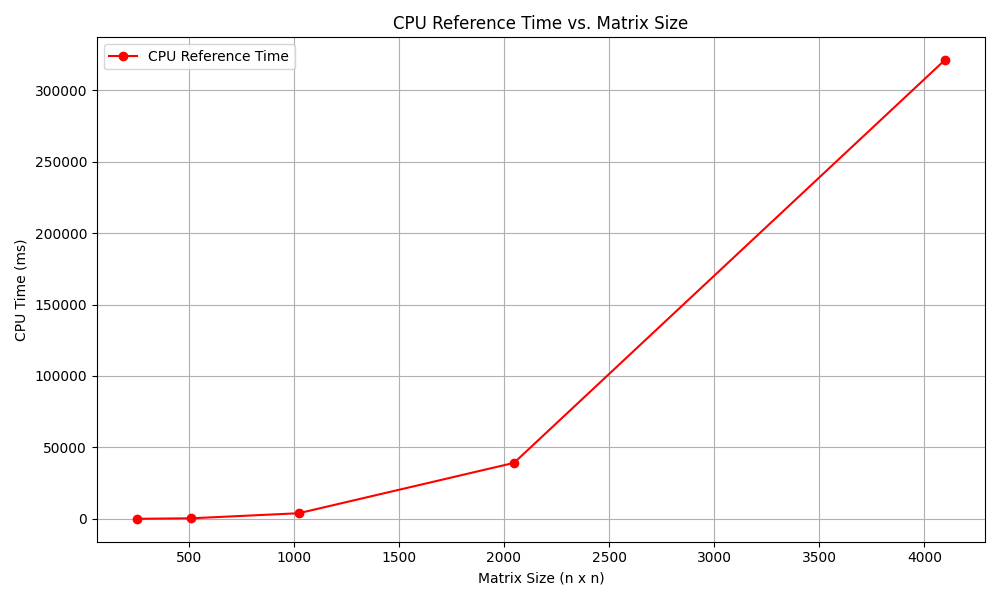 CPU Reference Time vs. Matrix Size
CPU Reference Time
CPU Time (ms)
300000
250000
200000
150000
100000
50000
0
500 1000 1500 2000 2500 3000 3500 4000
Matrix Size (n x n)